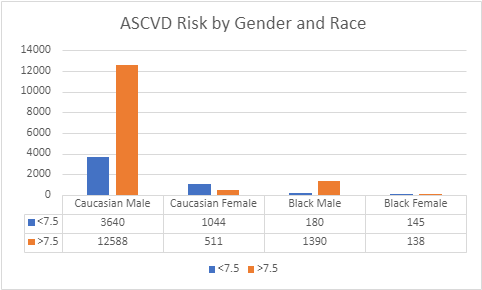 ASCVD Risk by Gender and Race
14000
12000
10000
8000
6000
4000
2000
0
Caucasian Male Caucasian Female Black Male Black Female
<7.5 3640 1044 180 145
>7.5 12588 511 1390 138
<7.5 >7.5